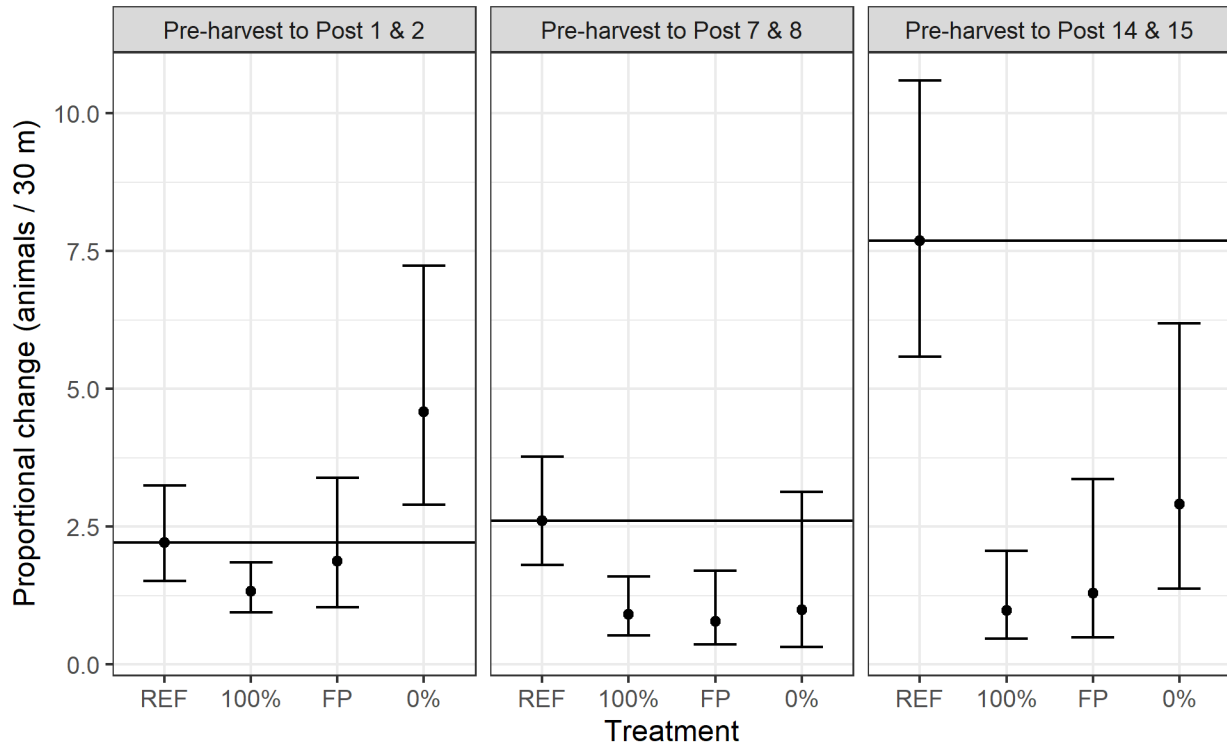 Pre-harvest to Post 1 & 2
Pre-harvest to Post 7 & 8
Pre-harvest to Post 14 & 15
Proportional change (animals / 30 m)
10.0
7.5
5.0
2.5
0.0
REF 100% FP 0%
REF 100% FP 0%
REF 100% FP 0%
Treatment